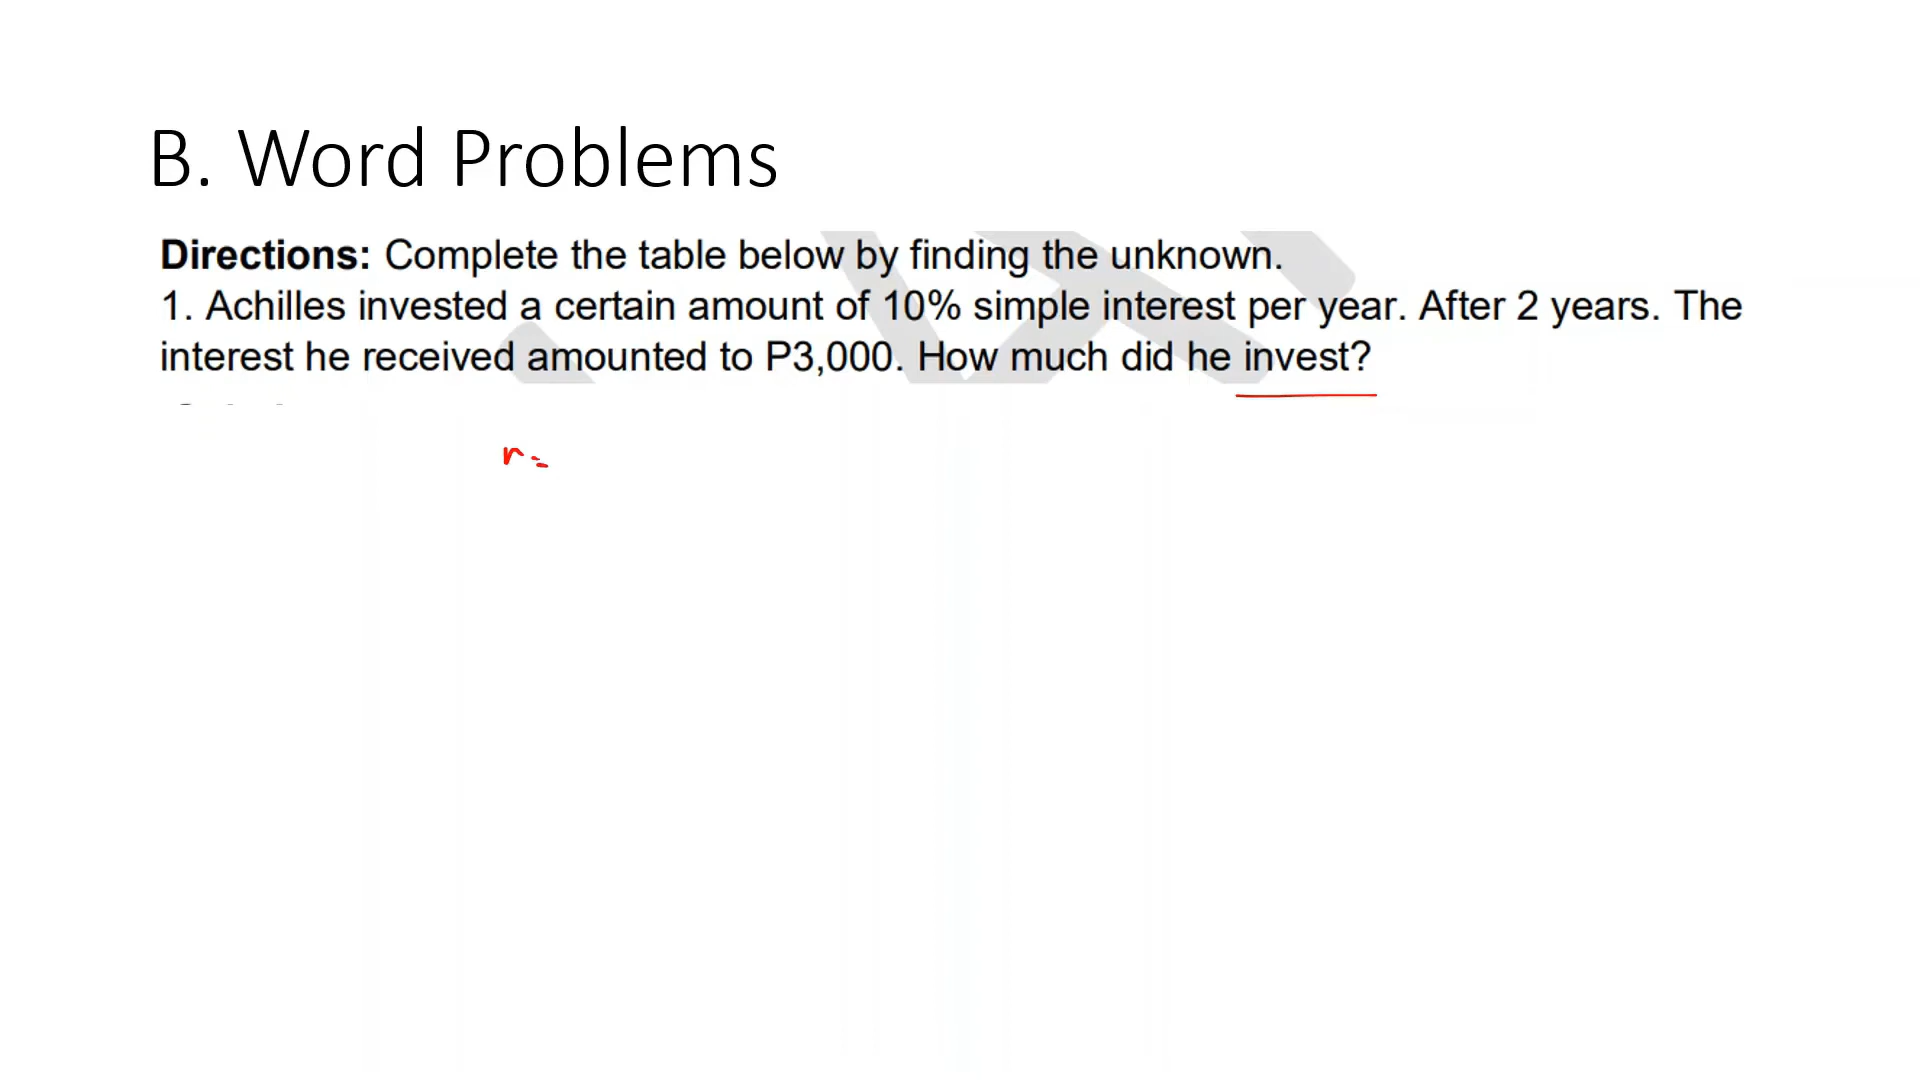 B. Word Problems
Directions: Complete the table below by finding the unknown.
1. Achilles invested a certain amount of 10% simple interest per year. After 2 years. The
interest he received amounted to P3,000. How much did he invest?
r=